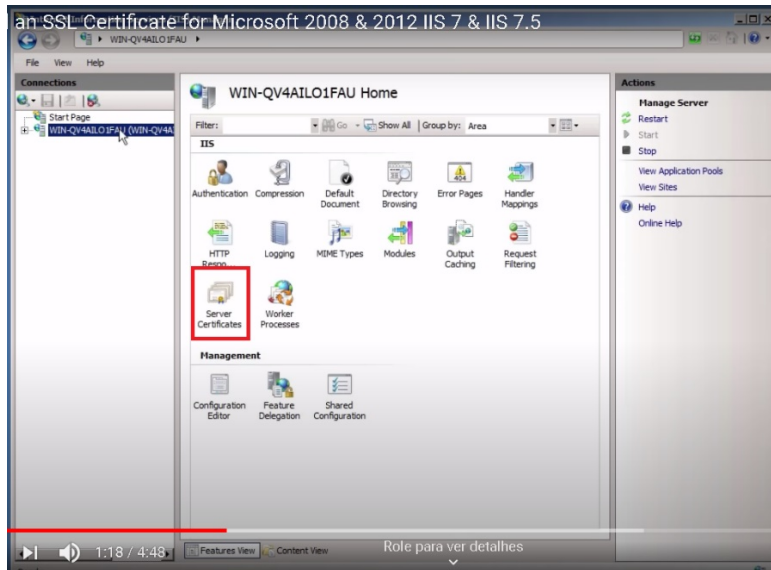 an SSL Certificate for Microsoft 2008 & 2012 IIS 7 & IIS 7.5
WIN-QV4AILO1FAU
File View Help
Connections
Start Page
WIN-QV4AILO1FAU (WIN-QV4A
WIN-QV4AILO1FAU Home
Filter: Go Show All Group by: Area
IIS
Authentication Compression Default Document Directory Browsing Error Pages Handler Mappings
HTTP Respo... Logging MIME Types Modules Output Caching Request Filtering
Server Certificates Worker Processes
Management
Configuration Editor Feature Delegation Shared Configuration
Actions
Manage Server
Restart
Start
Stop
View Application Pools
View Sites
Help
Online Help
1:18 / 4:48
Features View Content View
Role para ver detalhes